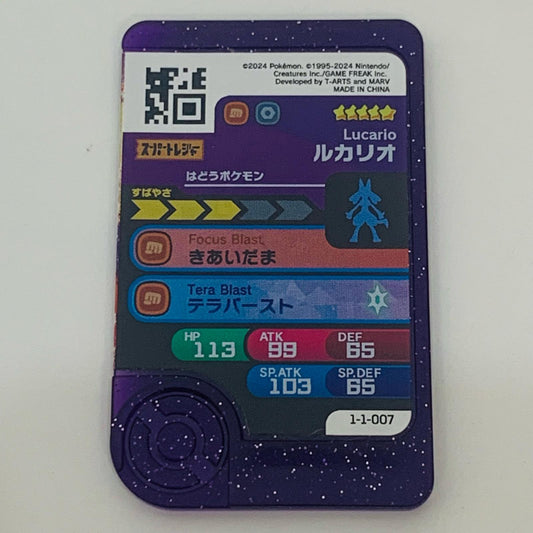 ©2024 Pokémon. ©1995-2024 Nintendo/
Creatures Inc./GAME FREAK Inc.
Developed by T-ARTS and MARV
MADE IN CHINA
スーパートレジャー
Lucario
ルカリオ
はどうポケモン
すばやさ
Focus Blast
きあいだま
Tera Blast
テラバースト
HP 113 ATK 99 DEF 65
SP.ATK 103 SP.DEF 65
1-1-007